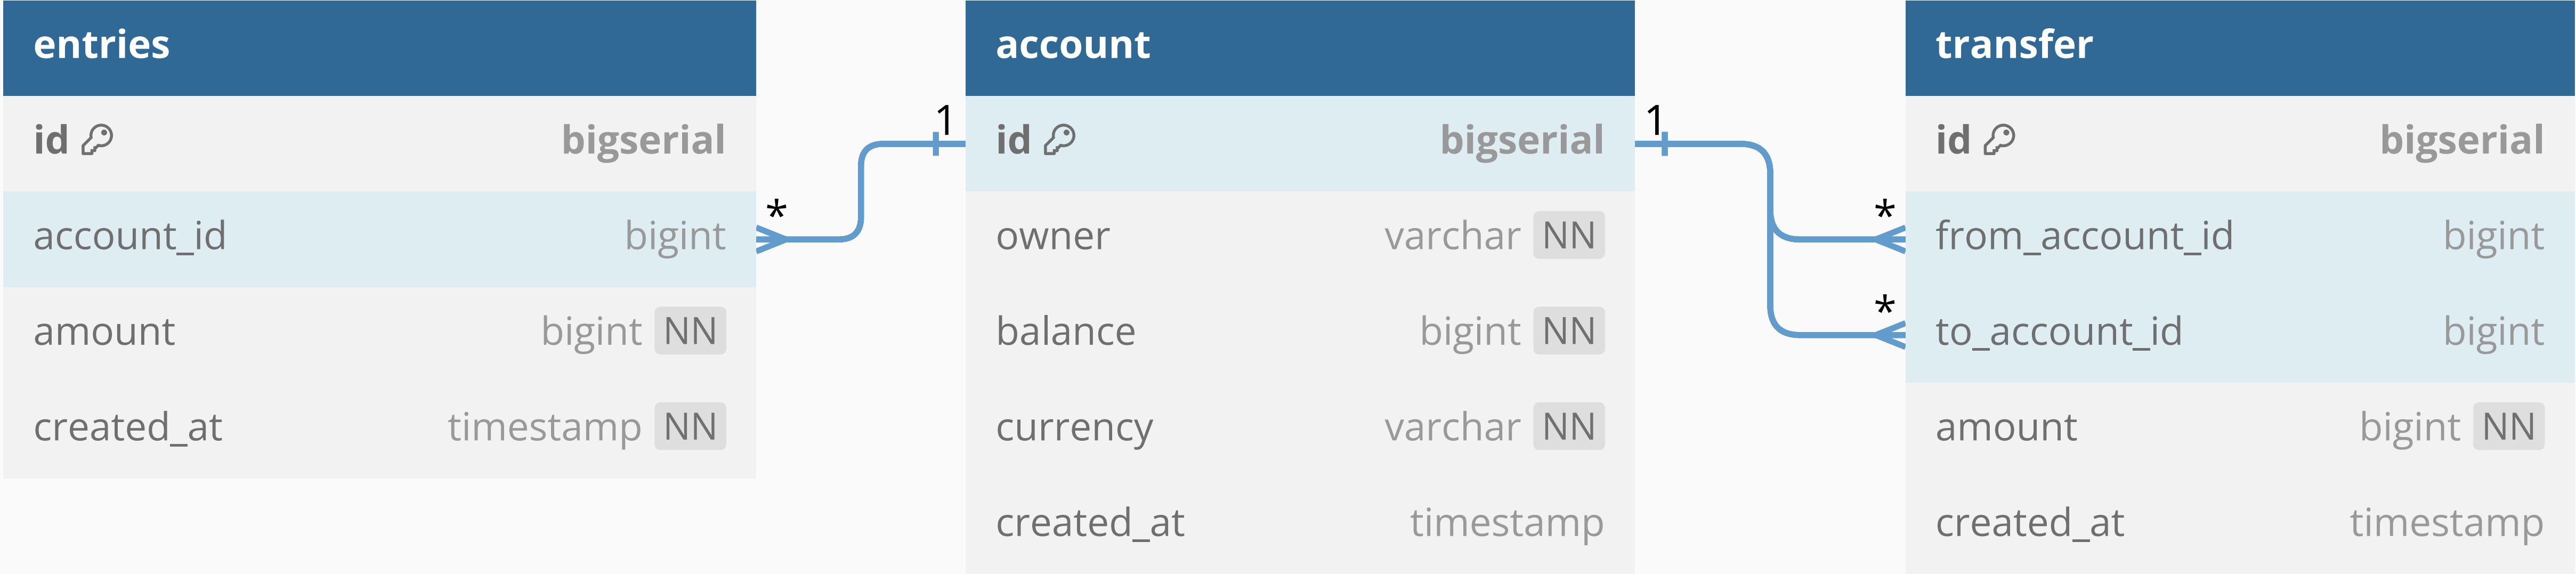 entries
id bigserial
account_id bigint
amount bigint NN
created_at timestamp NN
1
*
account
id bigserial
owner varchar NN
balance bigint NN
currency varchar NN
created_at timestamp
1
*
*
transfer
id bigserial
from_account_id bigint
to_account_id bigint
amount bigint NN
created_at timestamp